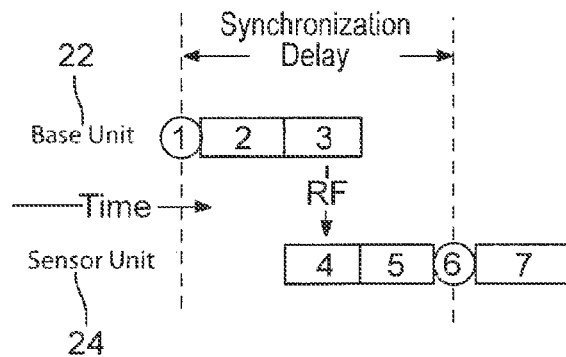 Synchronization
Delay
22
Base Unit
1
2
3
RF
Time
4
5
6
7
Sensor Unit
24